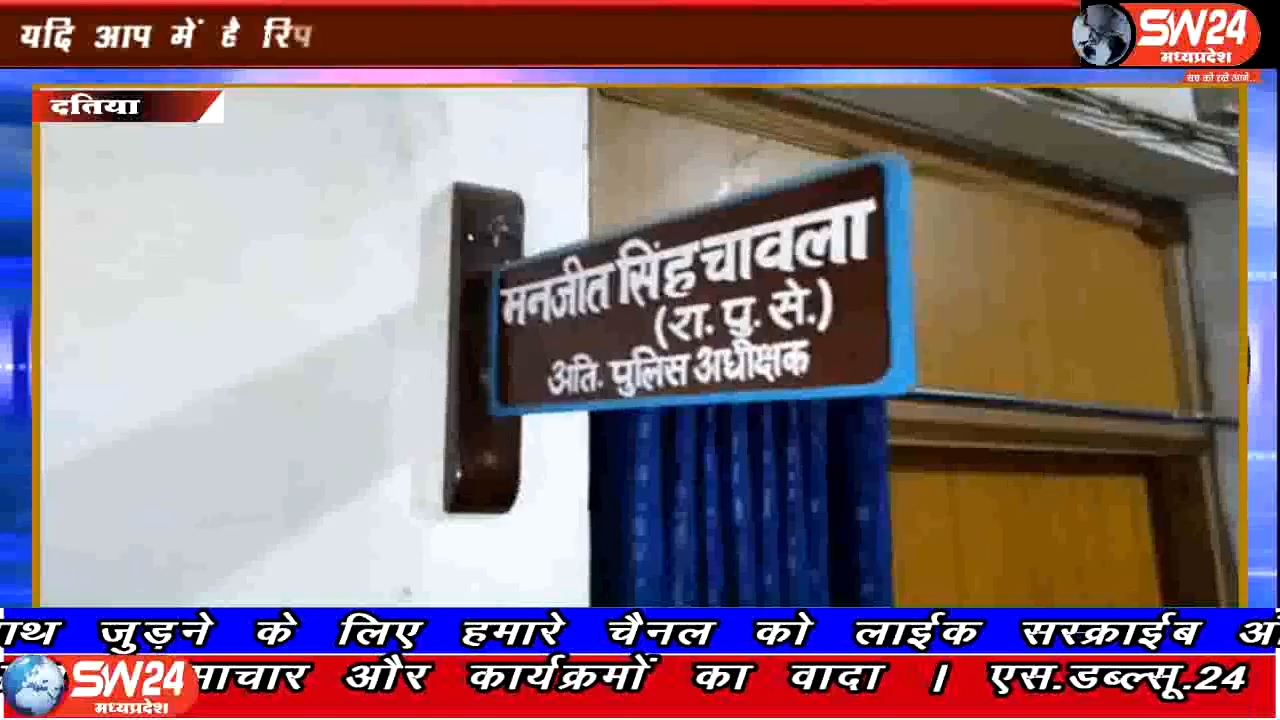 यदि आप में है रिप
SW24
मध्यप्रदेश
दतिया
मनजीत सिंह चावला
(रा. पु. से.)
अति. पुलिस अधीक्षक
जुड़ने के लिए हमारे चैनल को लाईक सस्क्राईब
SW24
मध्यप्रदेश
और कार्यक्रमों का वादा । एस.डब्ल्सू.24